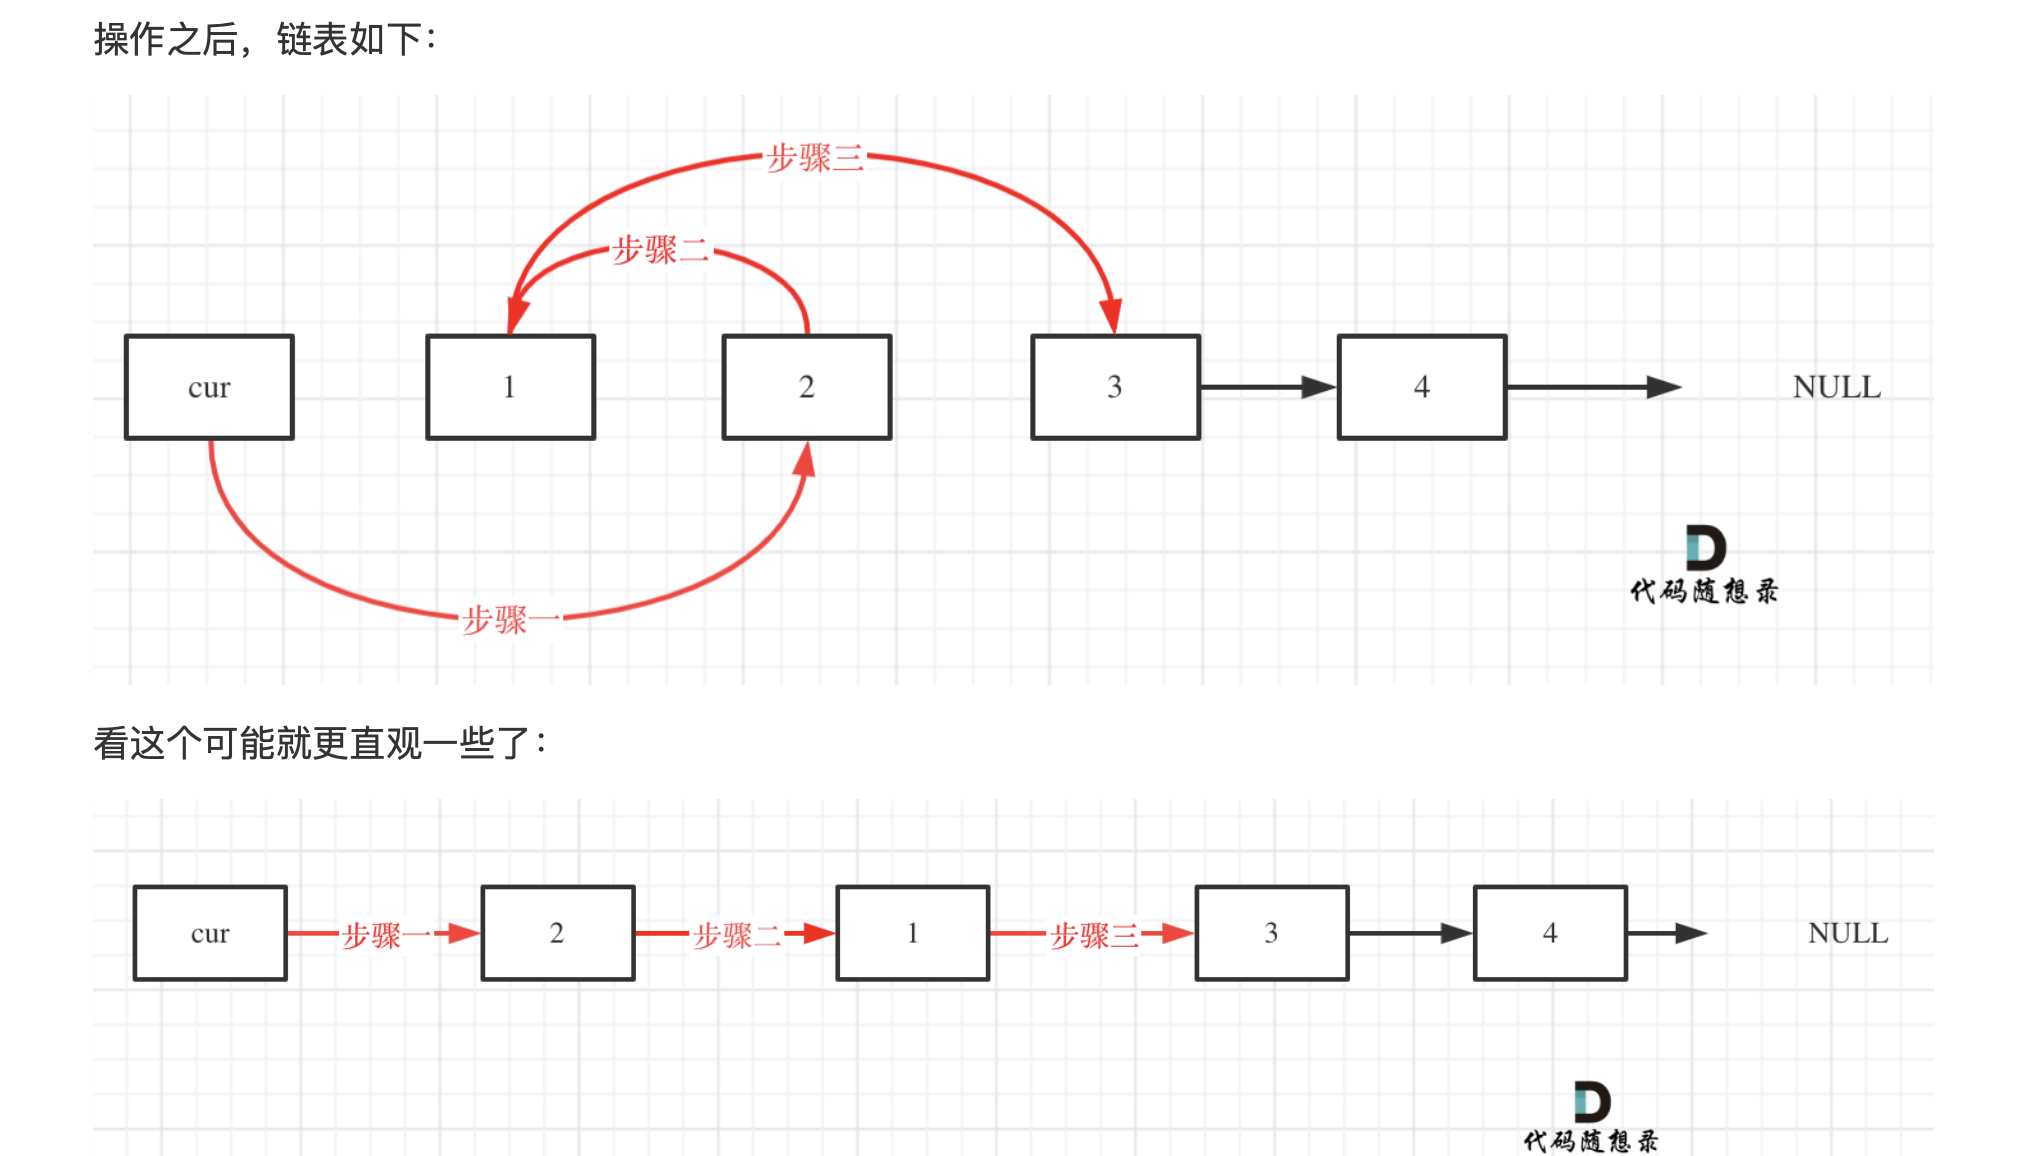 操作之后，链表如下：
步骤三
步骤二
cur
1
2
3
4
NULL
步骤一
代码随想录
看这个可能就更直观一些了：
cur
步骤一
2
步骤二
1
步骤三
3
4
NULL
代码随想录